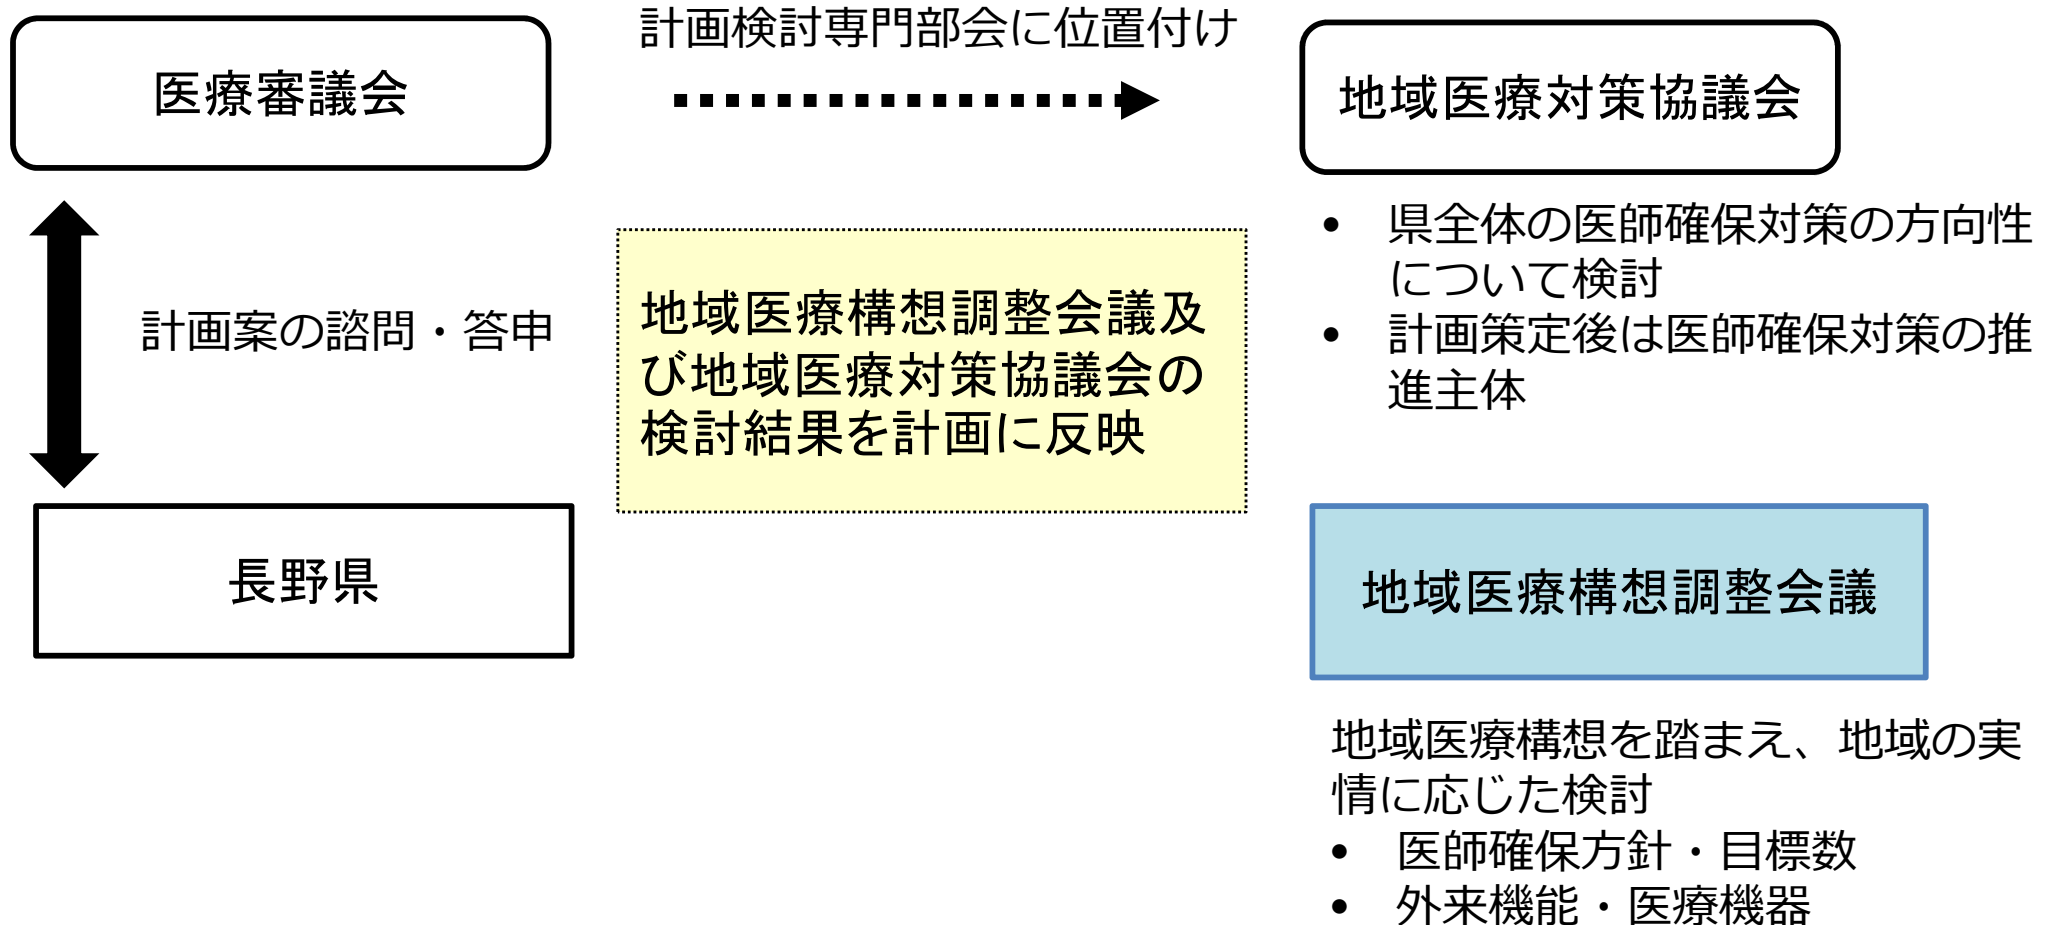 計画検討専門部会に位置付け
医療審議会
地域医療対策協議会
• 県全体の医師確保対策の方向性
について検討
• 計画策定後は医師確保対策の推
進主体
計画案の諮問・答申
地域医療構想調整会議及
び地域医療対策協議会の
検討結果を計画に反映
長野県
地域医療構想調整会議
地域医療構想を踏まえ、地域の実
情に応じた検討
• 医師確保方針・目標数
• 外来機能・医療機器